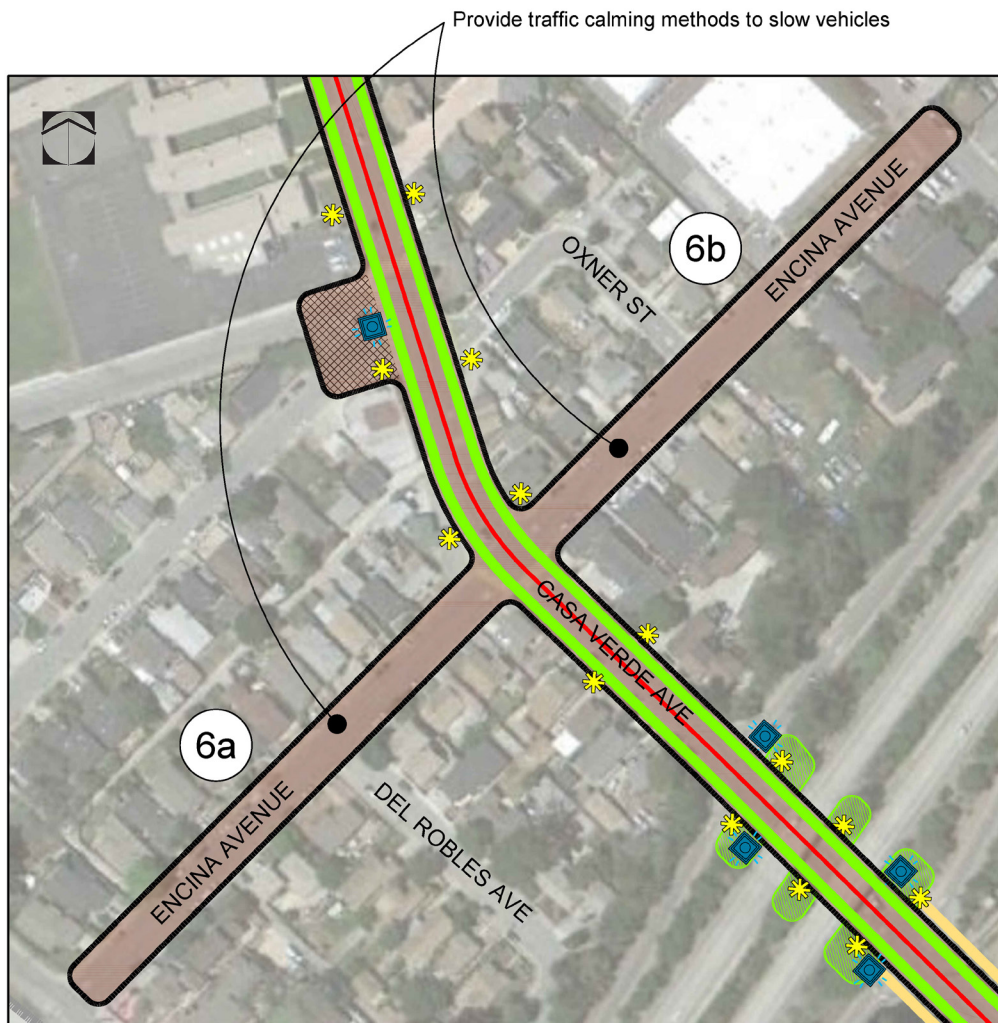 Provide traffic calming methods to slow vehicles
ENCINA AVENUE
6b
OXNER ST
CASA VERDE AVE
6a
DEL ROBLES AVE
ENCINA AVENUE